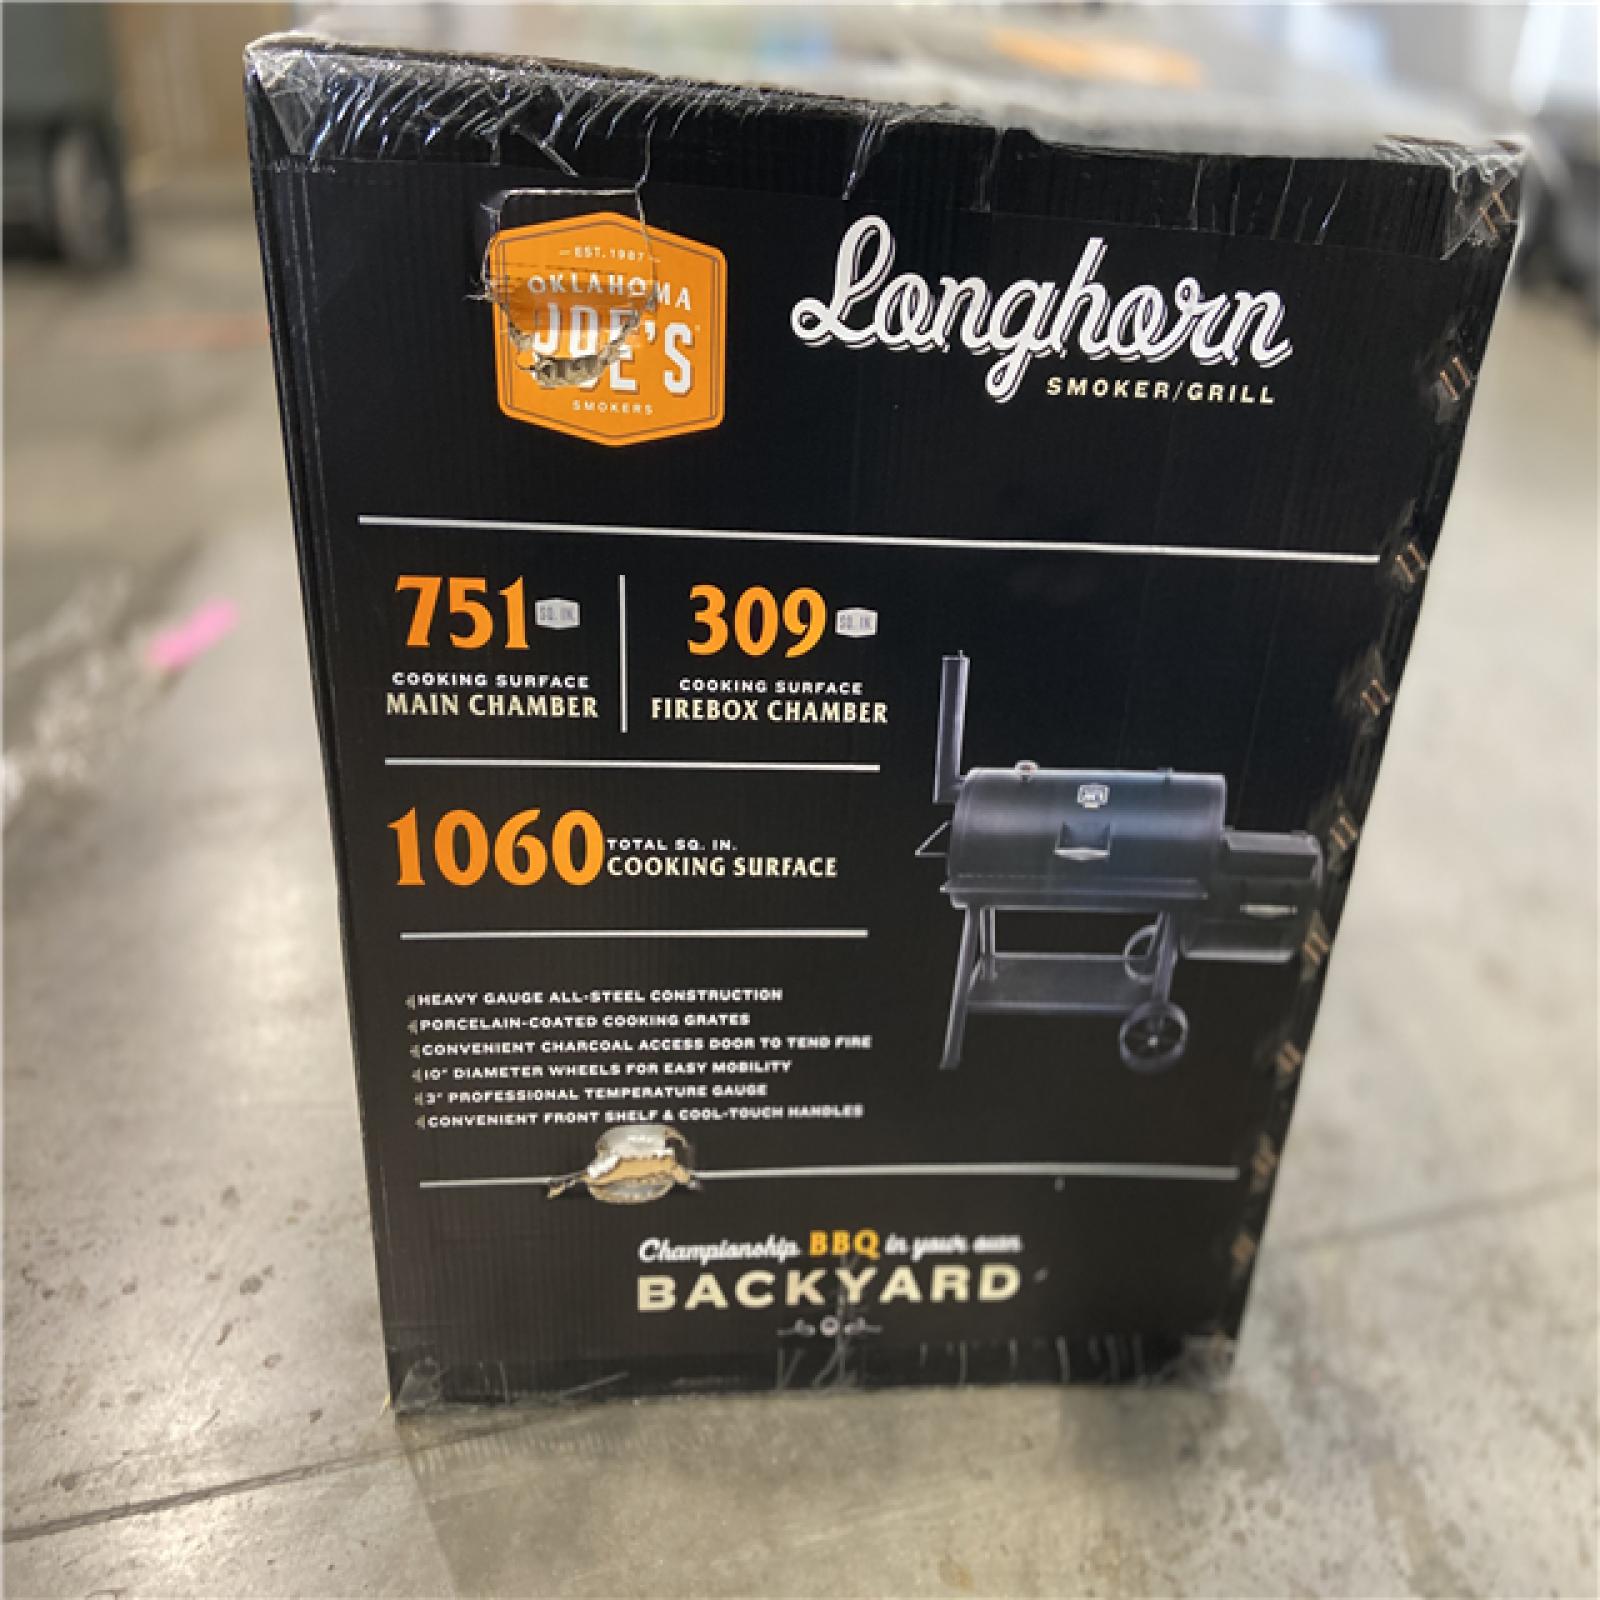 EST. 1987
OKLAHOMA
JOE'S
SMOKERS
Longhorn
SMOKER/GRILL
751 SQ. IN.
COOKING SURFACE
MAIN CHAMBER
309 SQ. IN.
COOKING SURFACE
FIREBOX CHAMBER
1060 TOTAL SQ. IN.
COOKING SURFACE
HEAVY GAUGE ALL-STEEL CONSTRUCTION
PORCELAIN-COATED COOKING GRATES
CONVENIENT CHARCOAL ACCESS DOOR TO TEND FIRE
10" DIAMETER WHEELS FOR EASY MOBILITY
3" PROFESSIONAL TEMPERATURE GAUGE
CONVENIENT FRONT SHELF & COOL-TOUCH HANDLES
Championship BBQ in your own
BACKYARD